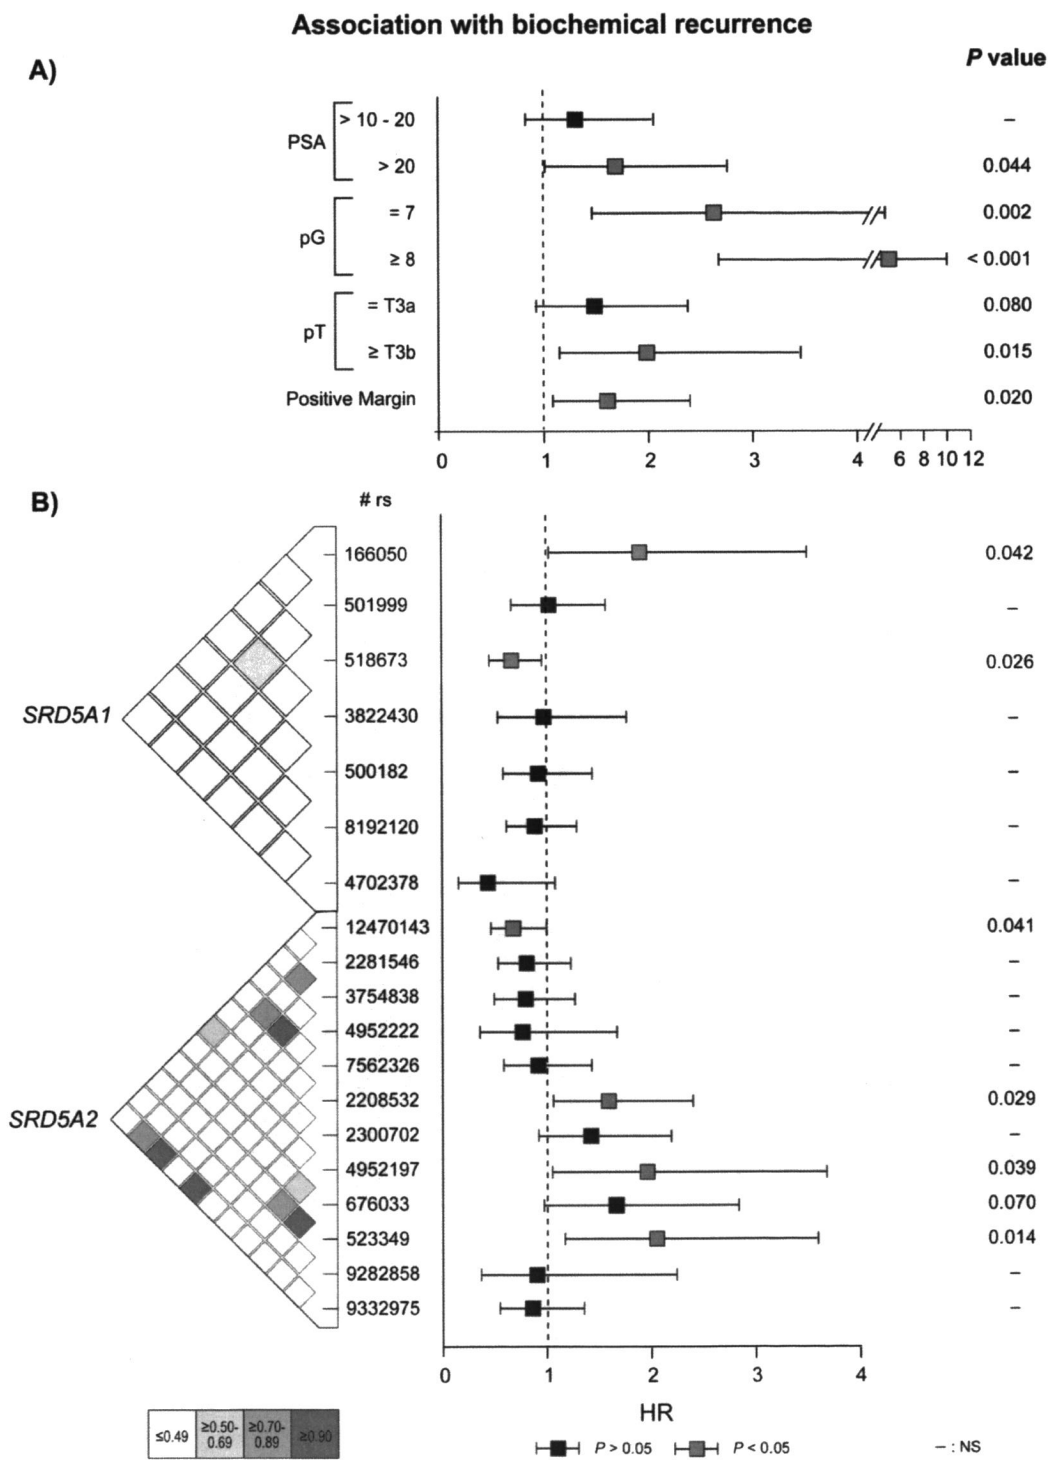 Association with biochemical recurrence
P value
A)
PSA
> 10 - 20 –
> 20 0.044
pG
= 7 0.002
≥ 8 < 0.001
pT
= T3a 0.080
≥ T3b 0.015
Positive Margin 0.020
0 1 2 3 4 6 8 10 12
B)
# rs
SRD5A1
166050 0.042
501999 –
518673 0.026
3822430 –
500182 –
8192120 –
4702378 –
SRD5A2
12470143 0.041
2281546 –
3754838 –
4952222 –
7562326 –
2208532 0.029
2300702 –
4952197 0.039
676033 0.070
523349 0.014
9282858 –
9332975 –
0 1 2 3 4
HR
≤0.49 ≥0.50-0.69 ≥0.70-0.89 ≥0.90
P > 0.05 P < 0.05 – : NS